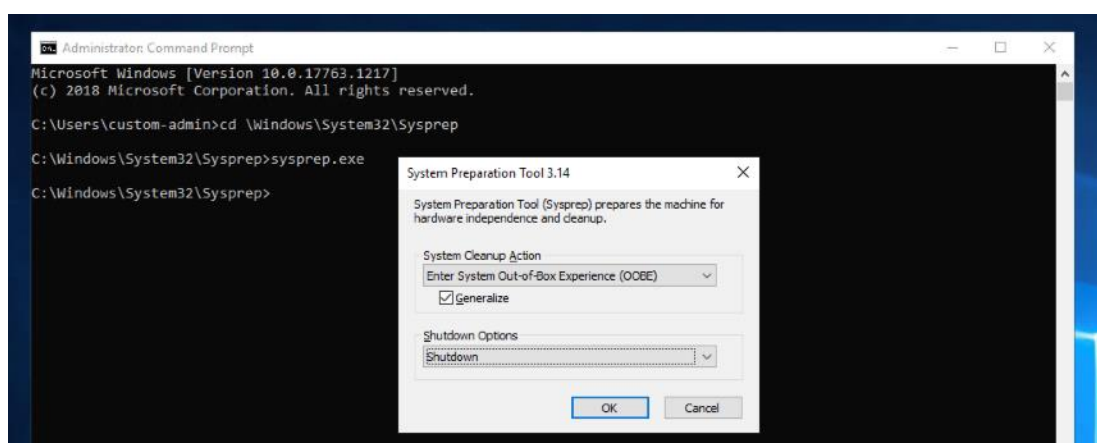 Administrator: Command Prompt
Microsoft Windows [Version 10.0.17763.1217]
(c) 2018 Microsoft Corporation. All rights reserved.
C:\Users\custom-admin>cd \Windows\System32\Sysprep
C:\Windows\System32\Sysprep>sysprep.exe
C:\Windows\System32\Sysprep>
System Preparation Tool 3.14
System Preparation Tool (Sysprep) prepares the machine for
hardware independence and cleanup.
System Cleanup Action
Enter System Out-of-Box Experience (OOBE)
Generalize
Shutdown Options
Shutdown
OK
Cancel